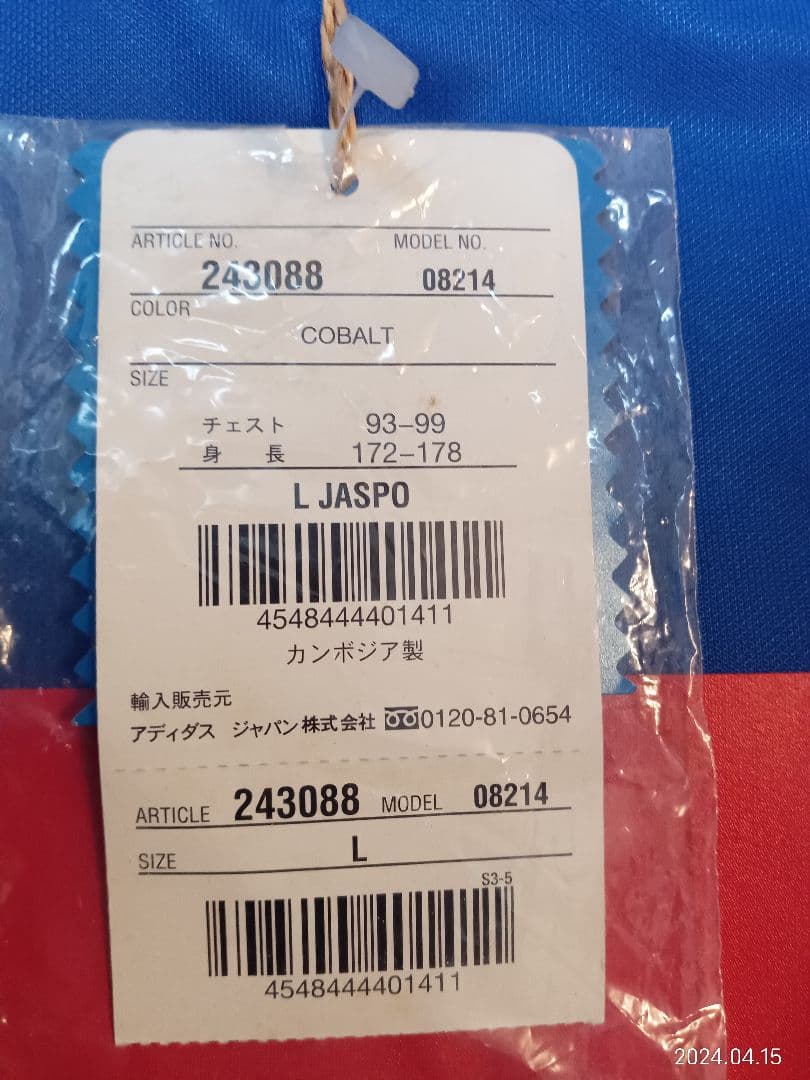 ARTICLE NO. MODEL NO.
243088 08214
COLOR
COBALT
SIZE
チェスト 93–99
身 長 172–178
L JASPO
4548444401411
カンボジア製
輸入販売元
アディダス ジャパン株式会社 0120-81-0654
ARTICLE 243088 MODEL 08214
SIZE L
S3-5
4548444401411
2024.04.15